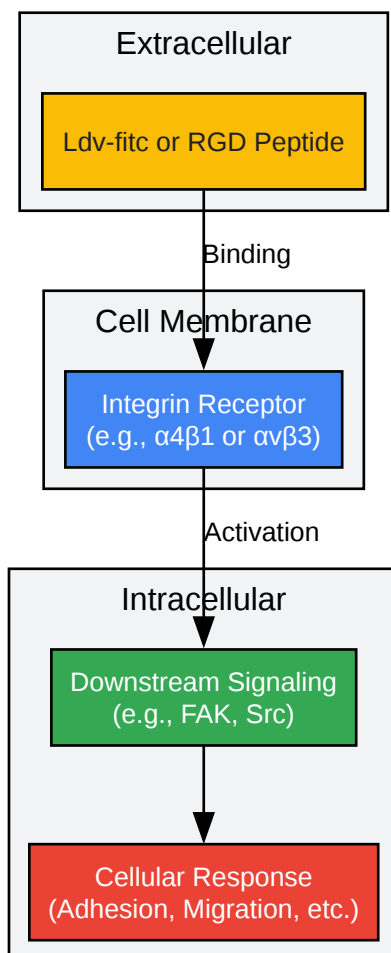 Extracellular
Ldv-fitc or RGD Peptide
Binding
Cell Membrane
Integrin Receptor
(e.g., α4β1 or αvβ3)
Activation
Intracellular
Downstream Signaling
(e.g., FAK, Src)
Cellular Response
(Adhesion, Migration, etc.)